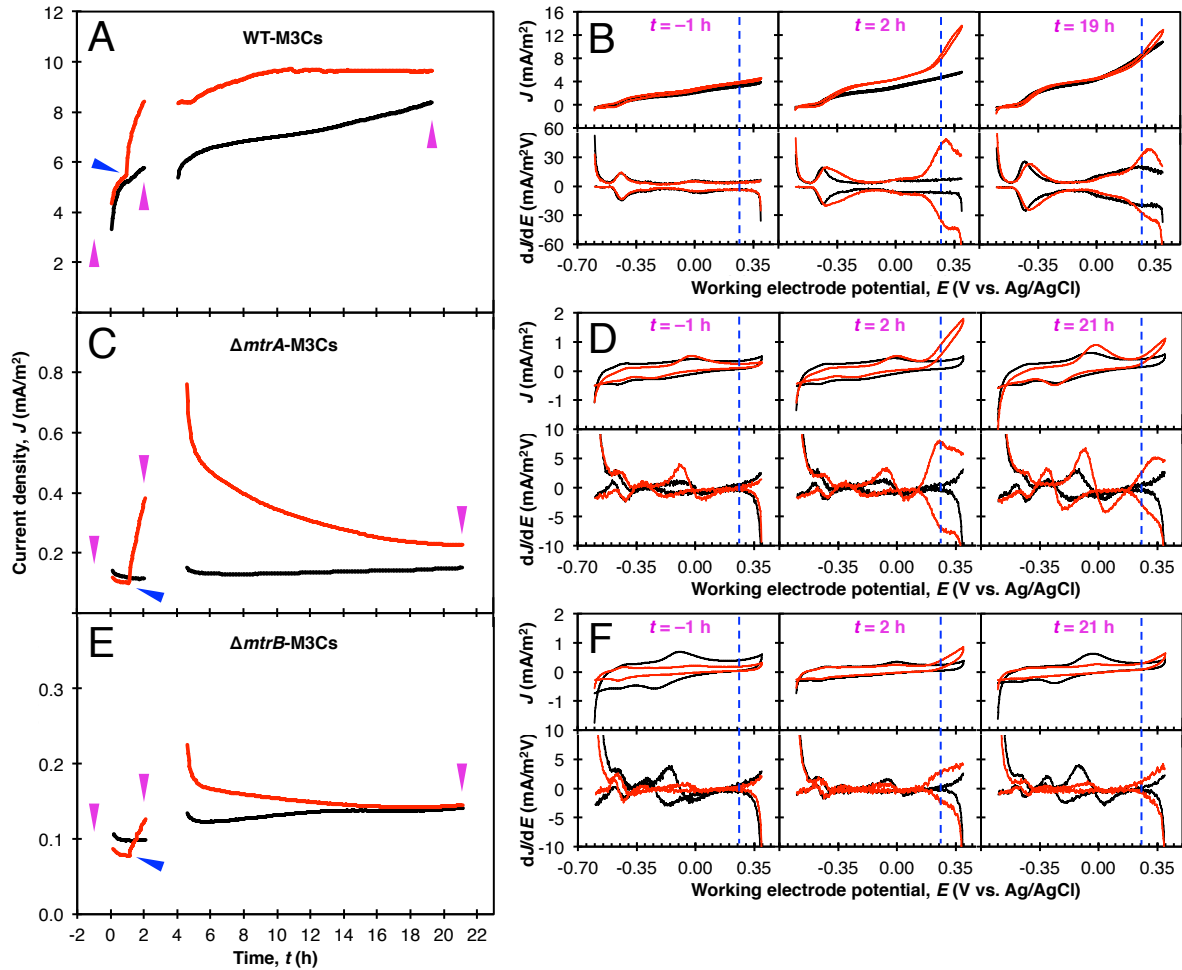 A
WT-M3Cs
12
10
8
6
4
2
C
ΔmtrA-M3Cs
0.8
0.6
0.4
0.2
0.0
E
ΔmtrB-M3Cs
0.3
0.2
0.1
0.0
-2 0 2 4 6 8 10 12 14 16 18 20 22
Time, t (h)
Current density, J (mA/m²)
B
t = –1 h
t = 2 h
t = 19 h
16
12
8
4
0
J (mA/m²)
60
30
0
-30
-60
dJ/dE (mA/m²V)
-0.70 -0.35 0.00 0.35 -0.35 0.00 0.35 -0.35 0.00 0.35
Working electrode potential, E (V vs. Ag/AgCl)
D
t = –1 h
t = 2 h
t = 21 h
2
1
0
-1
J (mA/m²)
10
5
0
-5
-10
dJ/dE (mA/m²V)
-0.70 -0.35 0.00 0.35 -0.35 0.00 0.35 -0.35 0.00 0.35
Working electrode potential, E (V vs. Ag/AgCl)
F
t = –1 h
t = 2 h
t = 21 h
2
1
0
-1
J (mA/m²)
10
5
0
-5
-10
dJ/dE (mA/m²V)
-0.70 -0.35 0.00 0.35 -0.35 0.00 0.35 -0.35 0.00 0.35
Working electrode potential, E (V vs. Ag/AgCl)